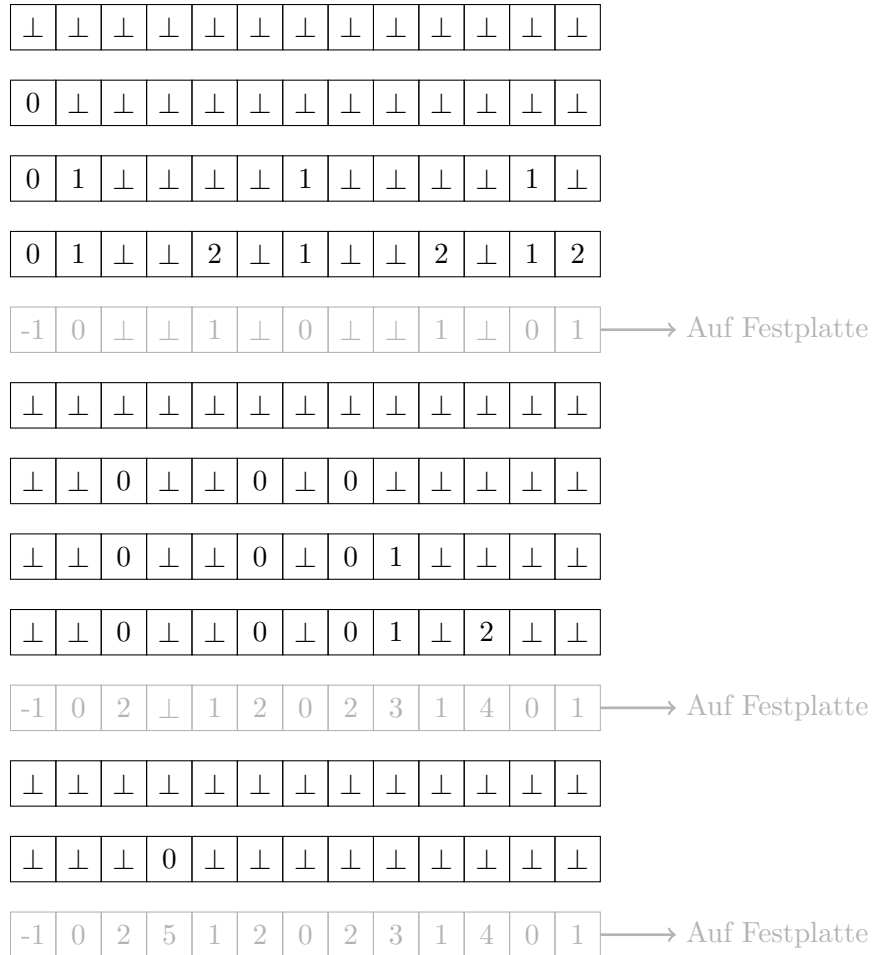 ⊥ ⊥ ⊥ ⊥ ⊥ ⊥ ⊥ ⊥ ⊥ ⊥ ⊥ ⊥ ⊥
0 ⊥ ⊥ ⊥ ⊥ ⊥ ⊥ ⊥ ⊥ ⊥ ⊥ ⊥ ⊥
0 1 ⊥ ⊥ ⊥ ⊥ 1 ⊥ ⊥ ⊥ ⊥ 1 ⊥
0 1 ⊥ ⊥ 2 ⊥ 1 ⊥ ⊥ 2 ⊥ 1 2
-1 0 ⊥ ⊥ 1 ⊥ 0 ⊥ ⊥ 1 ⊥ 0 1 Auf Festplatte
⊥ ⊥ ⊥ ⊥ ⊥ ⊥ ⊥ ⊥ ⊥ ⊥ ⊥ ⊥ ⊥
⊥ ⊥ 0 ⊥ ⊥ 0 ⊥ 0 ⊥ ⊥ ⊥ ⊥ ⊥
⊥ ⊥ 0 ⊥ ⊥ 0 ⊥ 0 1 ⊥ ⊥ ⊥ ⊥
⊥ ⊥ 0 ⊥ ⊥ 0 ⊥ 0 1 ⊥ 2 ⊥ ⊥
-1 0 2 ⊥ 1 2 0 2 3 1 4 0 1 Auf Festplatte
⊥ ⊥ ⊥ ⊥ ⊥ ⊥ ⊥ ⊥ ⊥ ⊥ ⊥ ⊥ ⊥
⊥ ⊥ ⊥ 0 ⊥ ⊥ ⊥ ⊥ ⊥ ⊥ ⊥ ⊥ ⊥
-1 0 2 5 1 2 0 2 3 1 4 0 1 Auf Festplatte